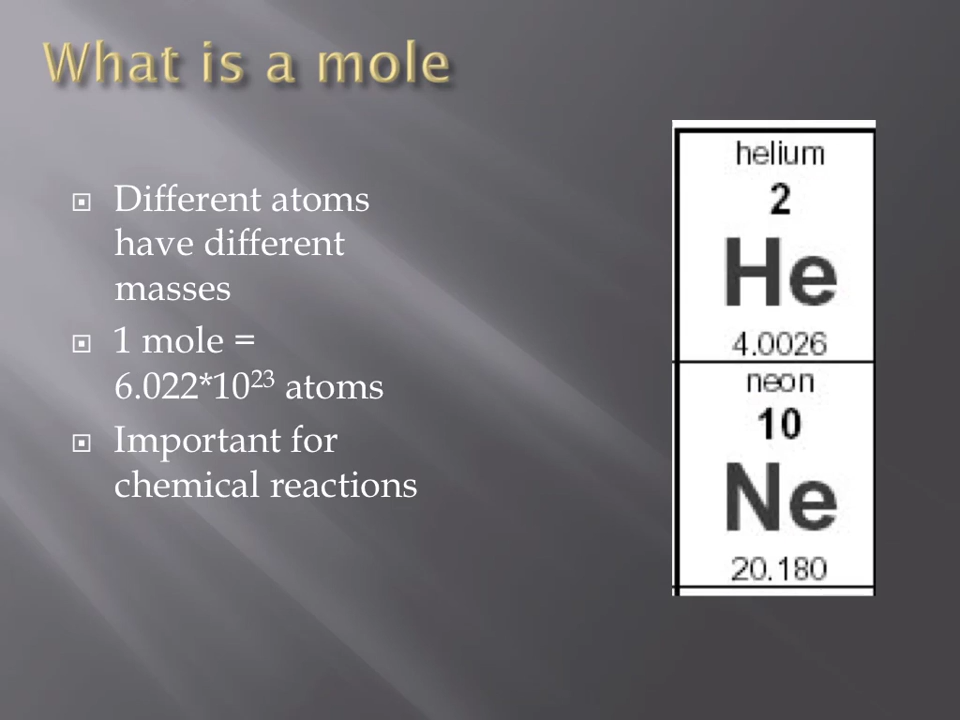 What is a mole
Different atoms
have different
masses
1 mole =
6.022*10²³ atoms
Important for
chemical reactions
helium
2
He
4.0026
neon
10
Ne
20.180